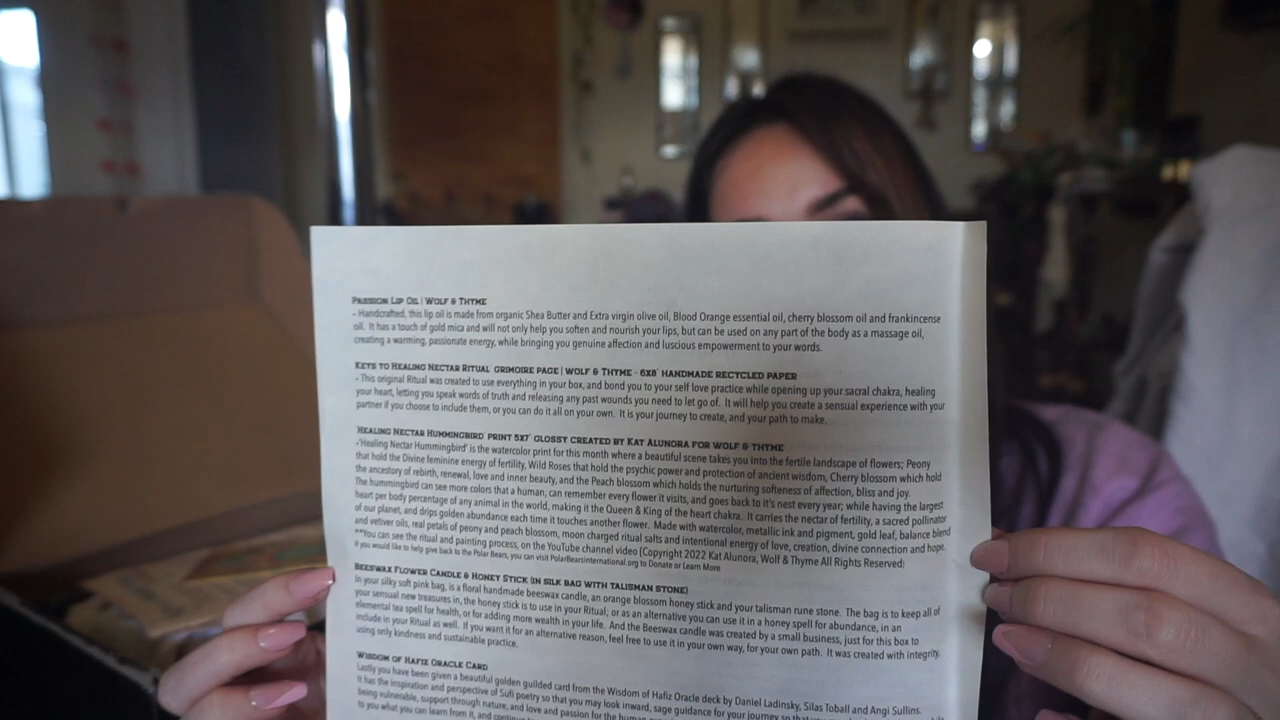 Passion Lip Oil | Wolf & Thyme
- Handcrafted, this lip oil is made from organic Shea Butter and Extra virgin olive oil, Blood Orange essential oil, cherry blossom oil and frankincense
oil. It has a touch of gold mica and will not only help you soften and nourish your lips, but can be used on any part of the body as a massage oil,
creating a warming, passionate energy, while bringing you genuine affection and luscious empowerment to your words.
Keys to Healing Nectar Ritual grimoire page | Wolf & Thyme - 6x8" handmade recycled paper
- This original Ritual was created to use everything in your box, and bond you to your self love practice while opening up your sacral chakra, healing
your heart, letting you speak words of truth and releasing any past wounds you need to let go of. It will help you create a sensual experience with your
partner if you choose to include them, or you can do it all on your own. It is your journey to create, and your path to make.
'Healing Nectar Hummingbird' print 5x7" glossy created by Kat Alunora for Wolf & Thyme
-'Healing Nectar Hummingbird' is the watercolor print for this month where a beautiful scene takes you into the fertile landscape of flowers; Peony
that hold the Divine feminine energy of fertility, Wild Roses that hold the psychic power and protection of ancient wisdom, Cherry blossom which hold
the ancestory of rebirth, renewal, love and inner beauty, and the Peach blossom which holds the nurturing softeness of affection, bliss and joy.
The hummingbird can see more colors that a human, can remember every flower it visits, and goes back to it's nest every year; while having the largest
heart per body percentage of any animal in the world, making it the Queen & King of the heart chakra. It carries the nectar of fertility, a sacred pollinator
of our planet, and drips golden abundance each time it touches another flower. Made with watercolor, metallic ink and pigment, gold leaf, balance blend
and vetiver oils, real petals of peony and peach blossom, moon charged ritual salts and intentional energy of love, creation, divine connection and hope.
**You can see the ritual and painting process, on the YouTube channel video (Copyright 2022 Kat Alunora, Wolf & Thyme All Rights Reserved)
If you would like to help give back to the Polar Bears, you can visit PolarBearsinternational.org to Donate or Learn More
Beeswax Flower Candle & Honey Stick (in silk bag with talisman stone)
In your silky soft pink bag, is a floral handmade beeswax candle, an orange blossom honey stick and your talisman rune stone. The bag is to keep all of
your sensual new treasures in, the honey stick is to use in your Ritual; or as an alternative you can use it in a honey spell for abundance, in an
elemental tea spell for health, or for adding more wealth in your life. And the Beeswax candle was created by a small business, just for this box to
include in your Ritual as well. If you want it for an alternative reason, feel free to use it in your own way, for your own path. It was created with integrity,
using only kindness and sustainable practice.
Wisdom of Hafiz Oracle Card
Lastly you have been given a beautiful golden guilded card from the Wisdom of Hafiz Oracle deck by Daniel Ladinsky, Silas Toball and Angi Sullins.
It has the inspiration and perspective of Sufi poetry so that you may look inward, sage guidance for your journey so that
being vulnerable, support through nature, and love and passion for the human
to you what you can learn from it, and